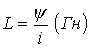 L = ψ/i (Гн)